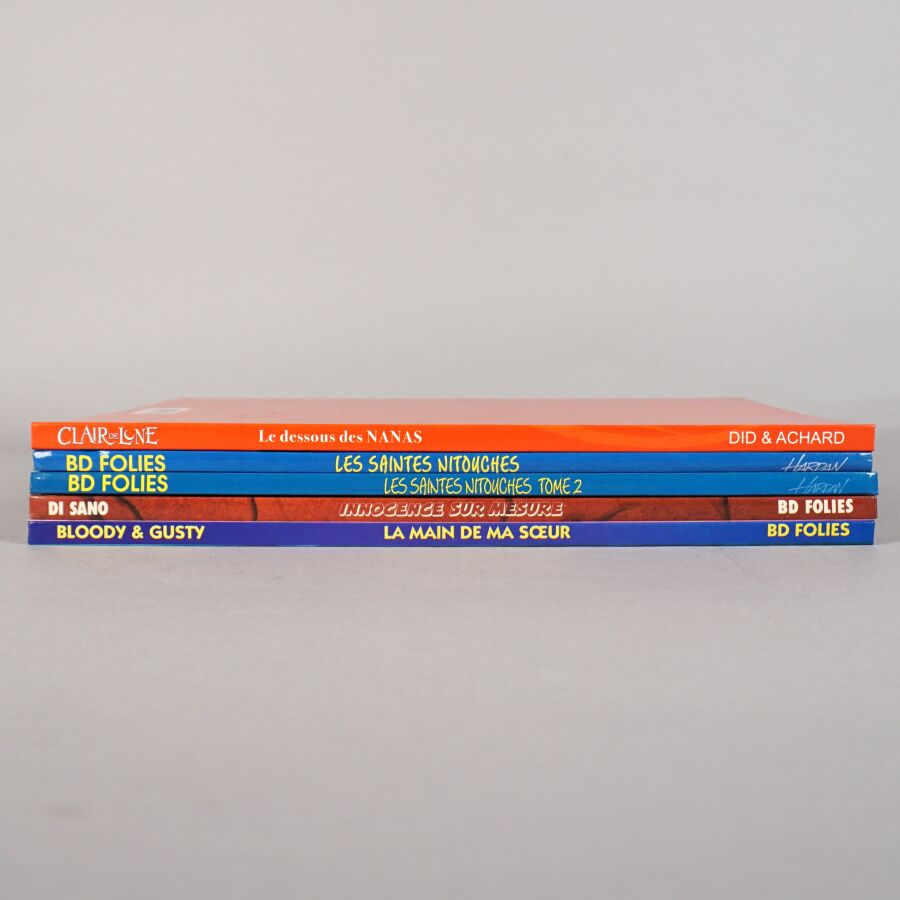 CLAIR DE LUNE Le dessous des NANAS DID & ACHARD
BD FOLIES LES SAINTES NITOUCHES HARDAN
BD FOLIES LES SAINTES NITOUCHES TOME 2 HARDAN
DI SANO INNOCENCE SUR MESURE BD FOLIES
BLOODY & GUSTY LA MAIN DE MA SŒUR BD FOLIES